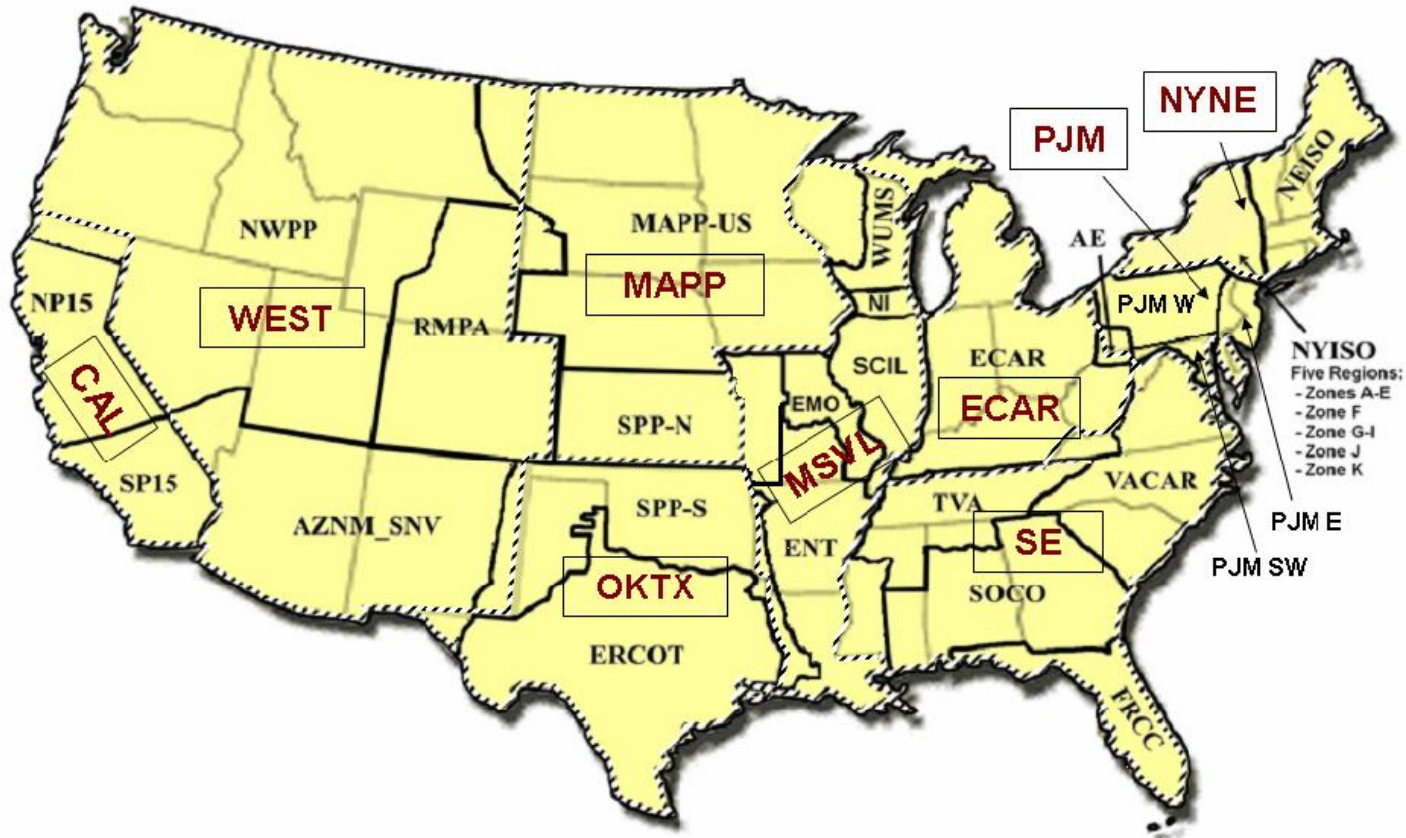 NYNE
PJM
NEISO
WUMS
MAPP-US
NWPP
AE
MAPP
NI
PJM W
NP15
WEST
RMPA
NYISO
Five Regions:
- Zones A-E
- Zone F
- Zone G-I
- Zone J
- Zone K
SCIL
ECAR
CAL
EMO
ECAR
SPP-N
MSVL
SP15
VACAR
TVA
SPP-S
AZNM_SNV
PJM E
ENT
SE
PJM SW
OKTX
SOCO
ERCOT
FRCC